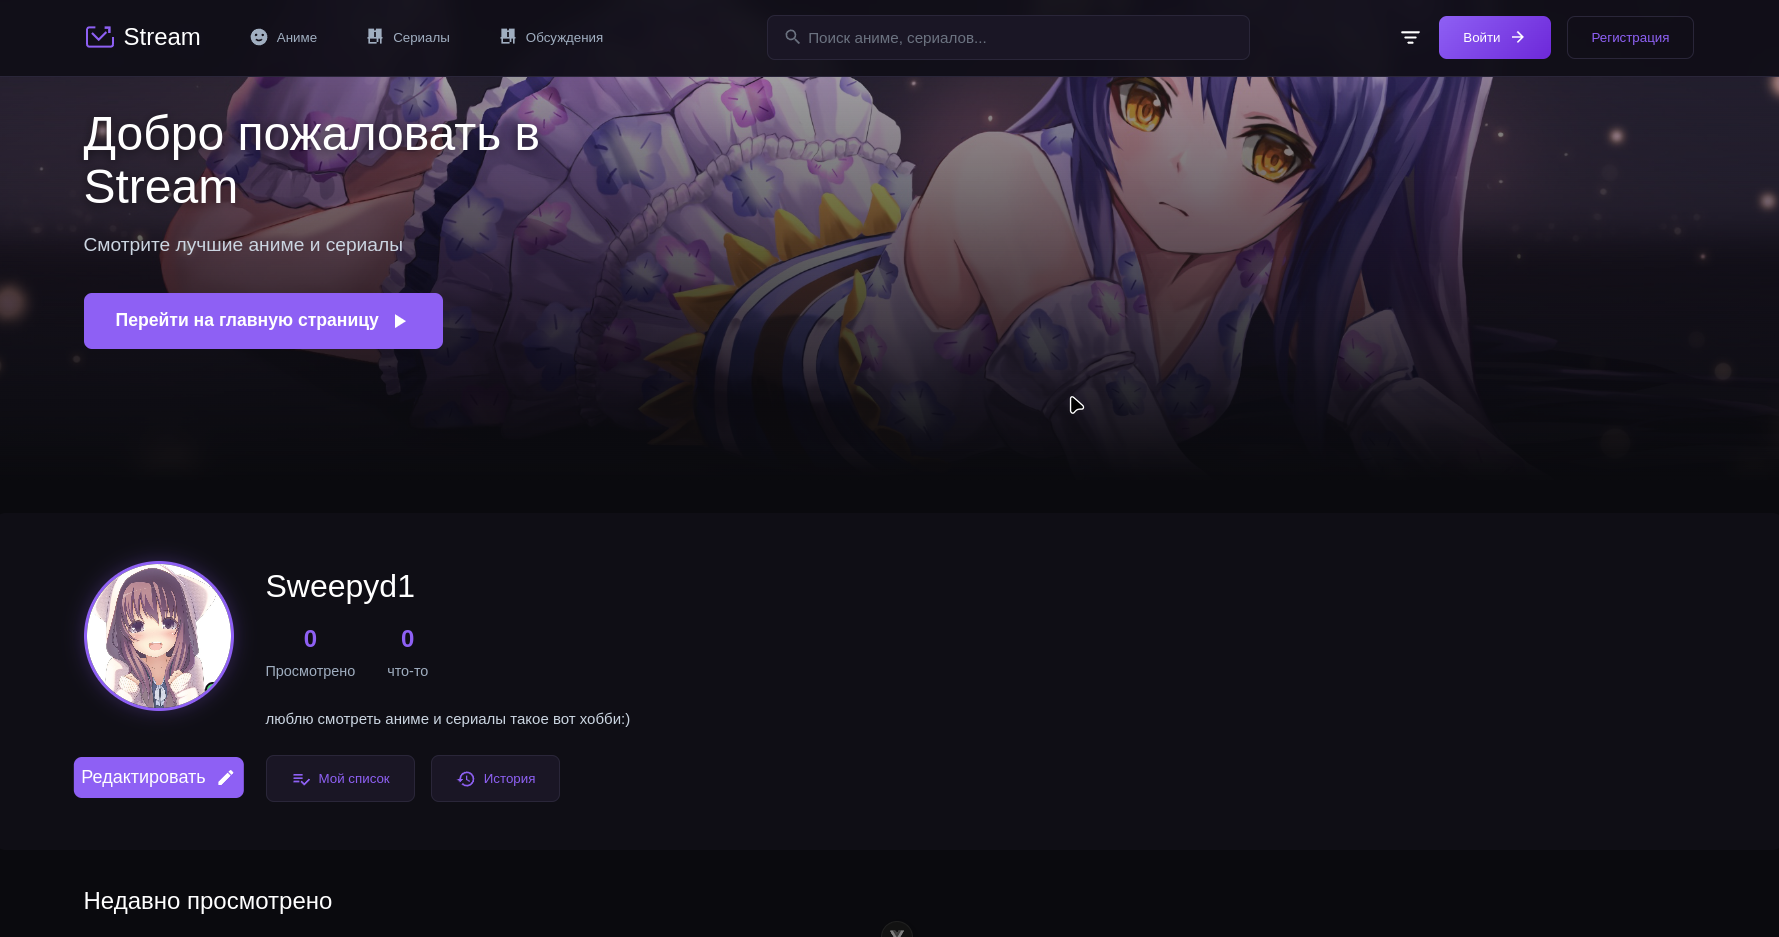 Stream
Аниме
Сериалы
Обсуждения
Поиск аниме, сериалов...
Войти
Регистрация
Добро пожаловать в
Stream
Смотрите лучшие аниме и сериалы
Перейти на главную страницу
Sweepyd1
0
0
Просмотрено
что-то
люблю смотреть аниме и сериалы такое вот хобби:)
Редактировать
Мой список
История
Недавно просмотрено